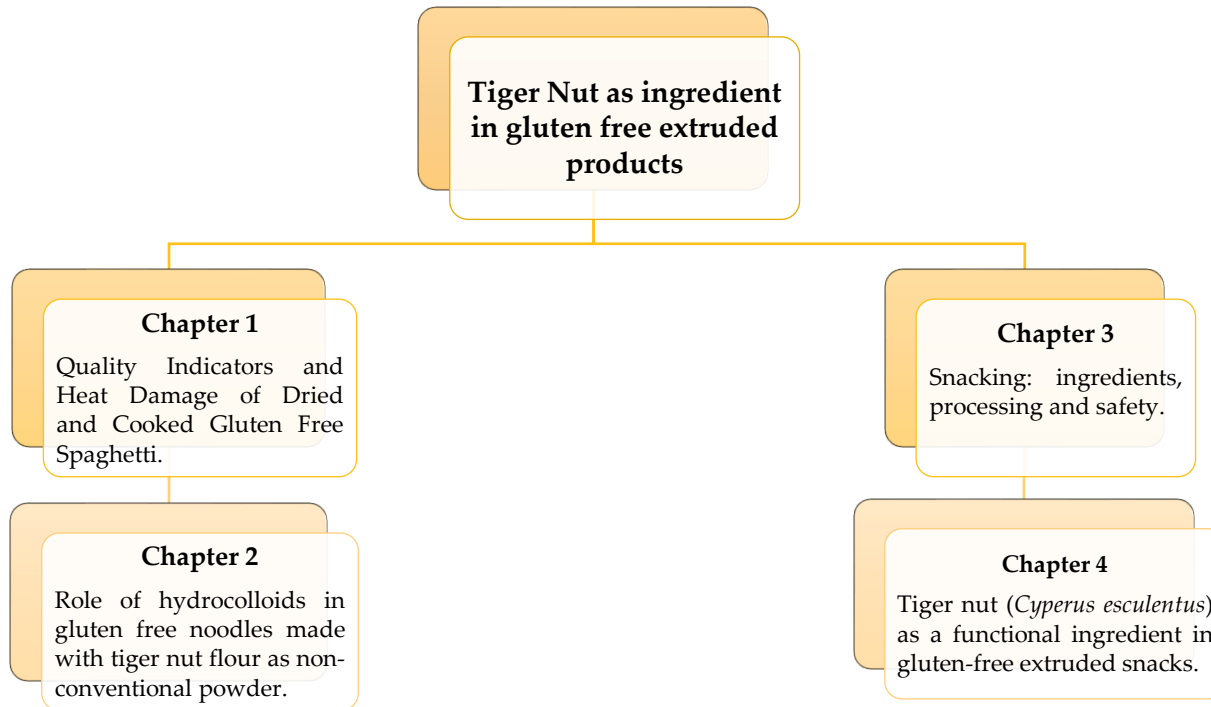 Tiger Nut as ingredient
in gluten free extruded
products
Chapter 1
Quality Indicators and
Heat Damage of Dried
and Cooked Gluten Free
Spaghetti.
Chapter 2
Role of hydrocolloids in
gluten free noodles made
with tiger nut flour as non-
conventional powder.
Chapter 3
Snacking: ingredients,
processing and safety.
Chapter 4
Tiger nut (Cyperus esculentus)
as a functional ingredient in
gluten-free extruded snacks.